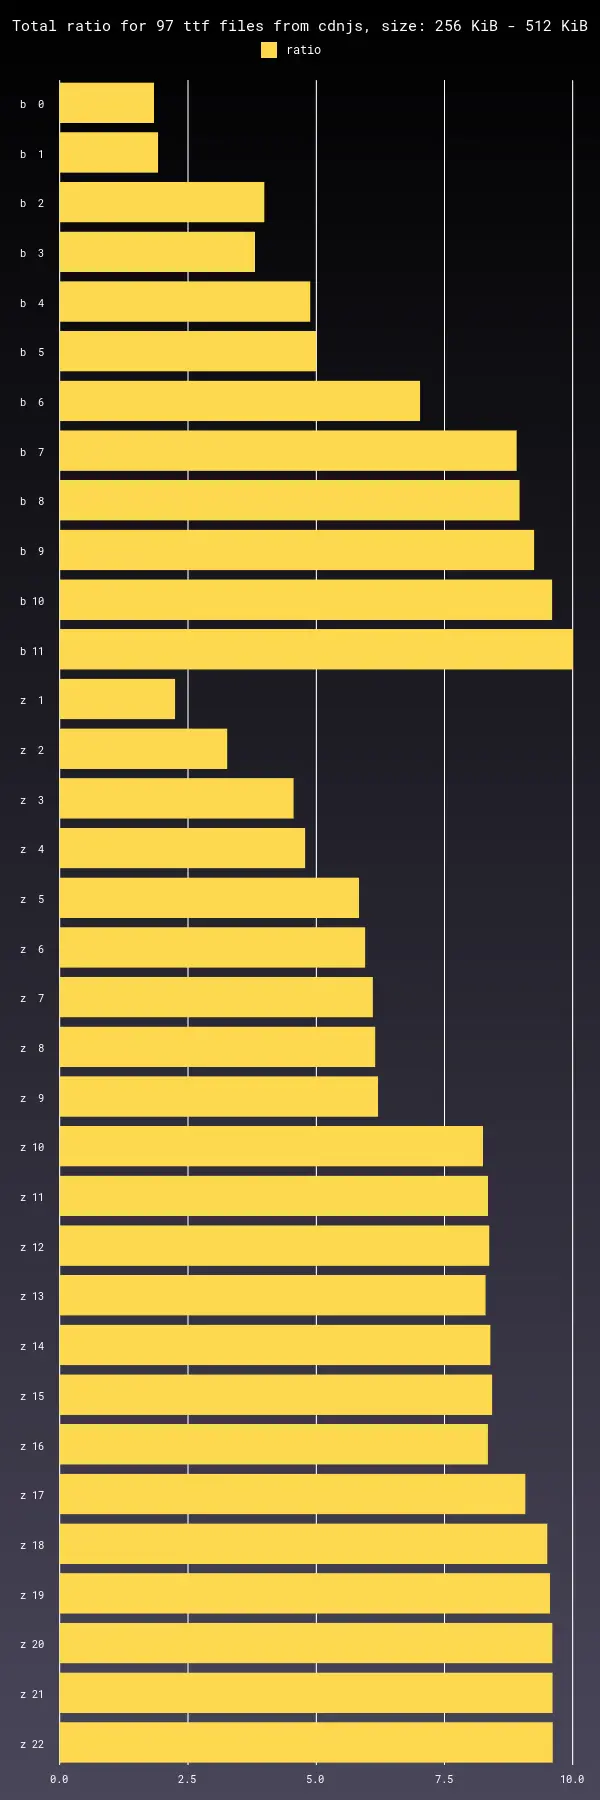 Total ratio for 97 ttf files from cdnjs, size: 256 KiB - 512 KiB
ratio
b 0
b 1
b 2
b 3
b 4
b 5
b 6
b 7
b 8
b 9
b 10
b 11
z 1
z 2
z 3
z 4
z 5
z 6
z 7
z 8
z 9
z 10
z 11
z 12
z 13
z 14
z 15
z 16
z 17
z 18
z 19
z 20
z 21
z 22
0.0 2.5 5.0 7.5 10.0